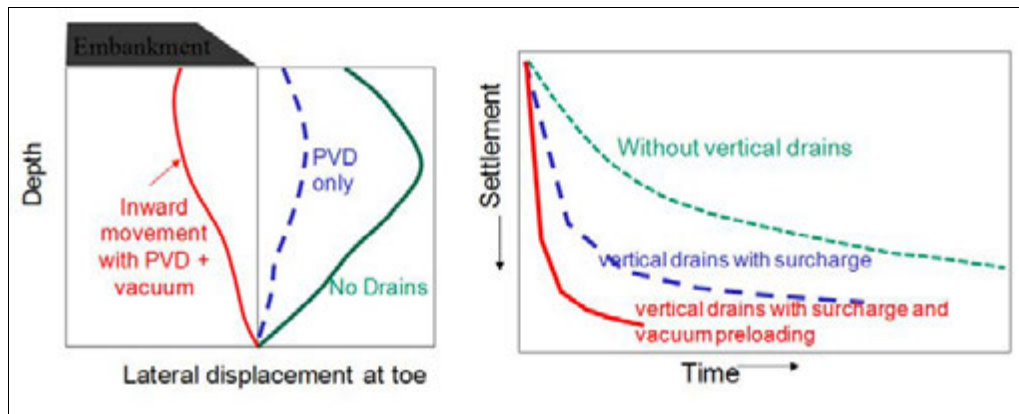 Embankment
Depth
PVD
only
Inward
movement
with PVD +
vacuum
No Drains
Lateral displacement at toe
Settlement
Without vertical drains
vertical drains with surcharge
vertical drains with surcharge and
vacuum preloading
Time